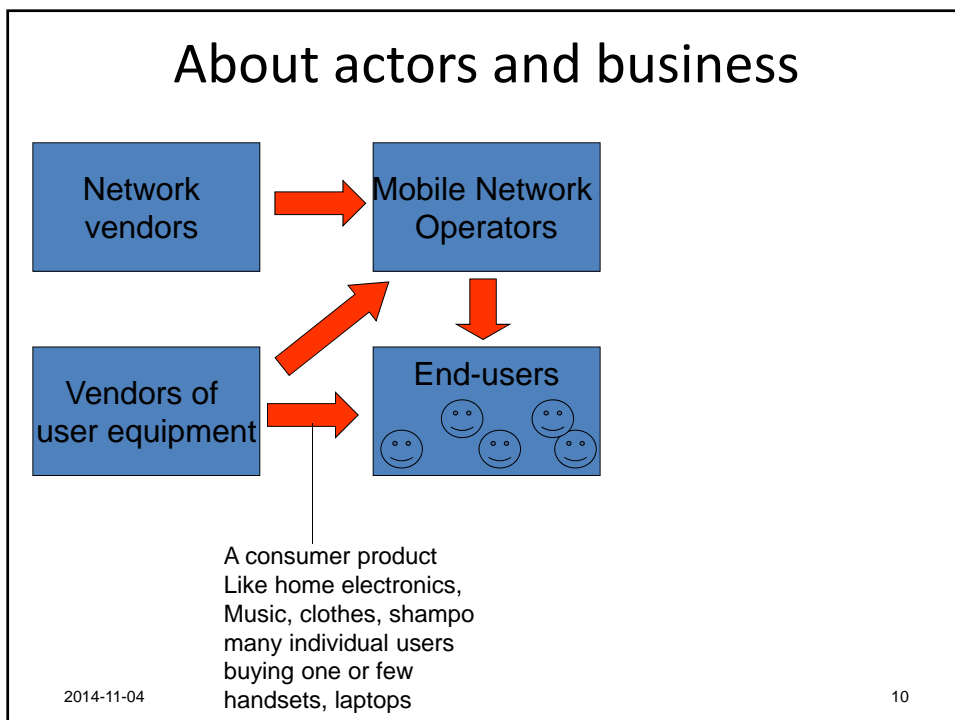 About actors and business
Network
vendors
Mobile Network
Operators
Vendors of
user equipment
End-users
A consumer product
Like home electronics,
Music, clothes, shampo
many individual users
buying one or few
handsets, laptops
2014-11-04
10